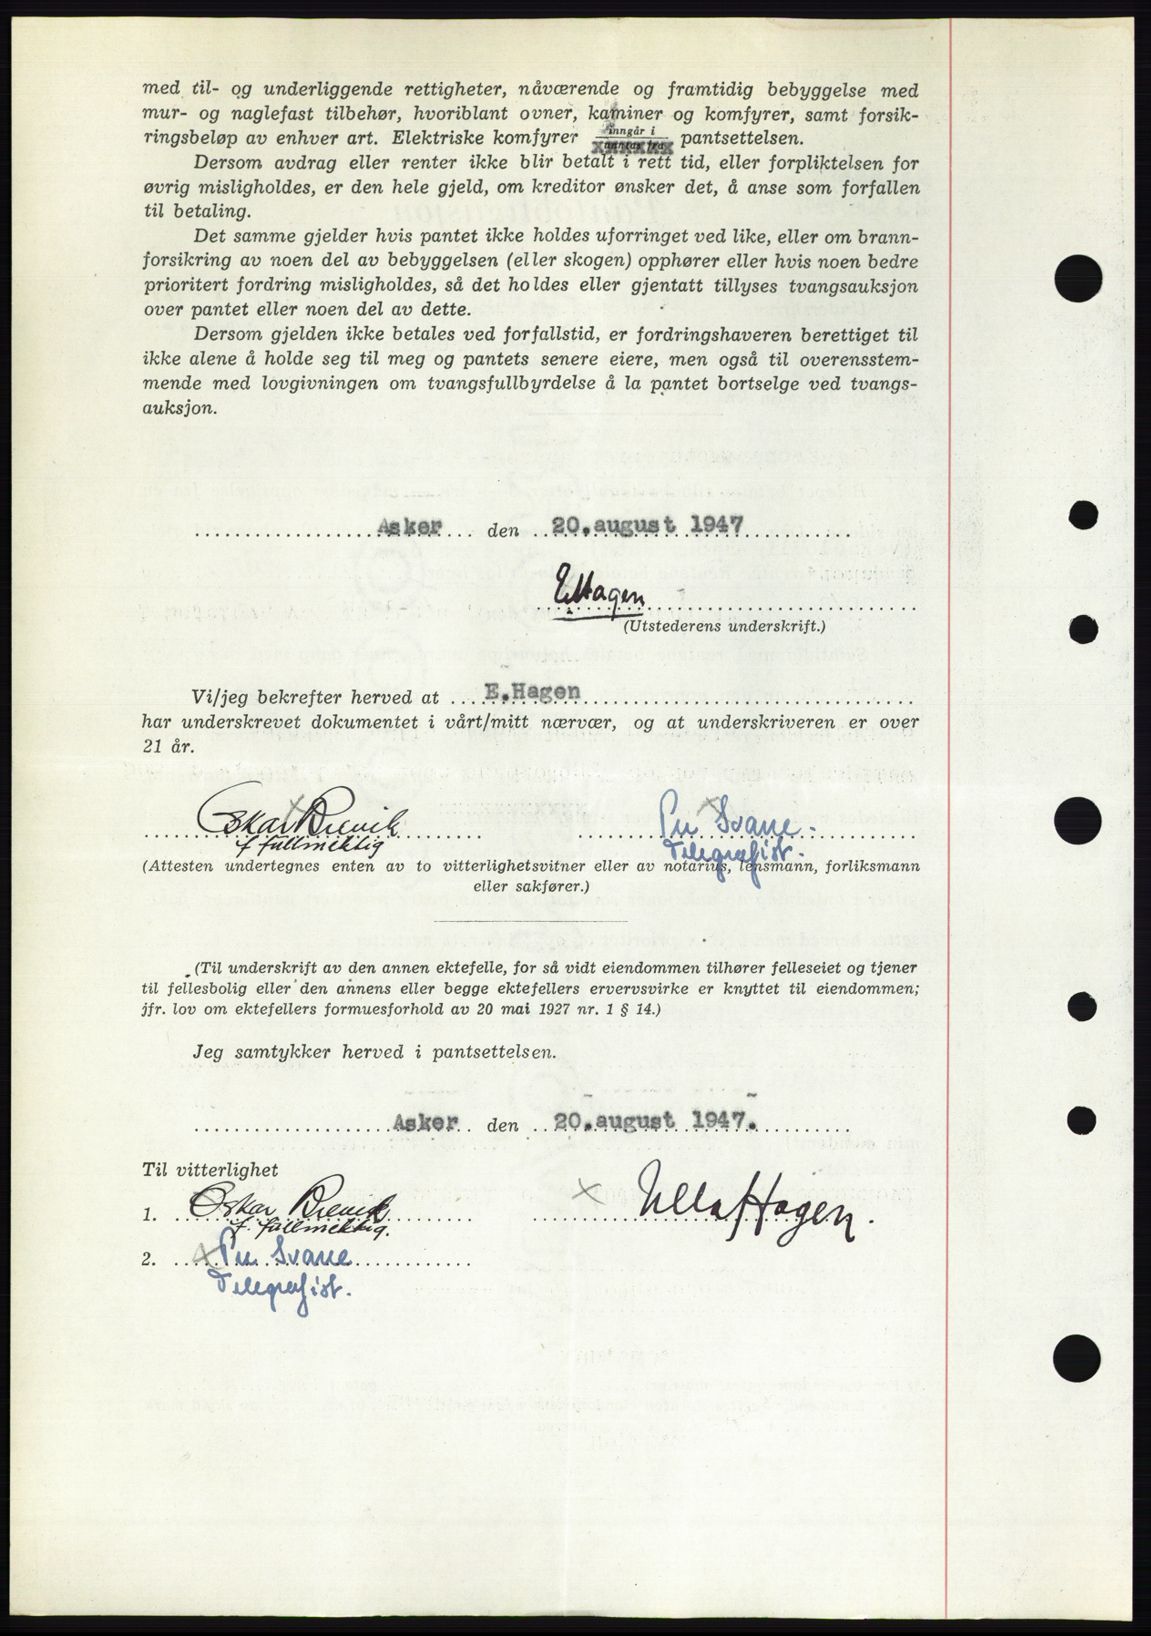 med til- og underliggende rettigheter, nåværende og framtidig bebyggelse med
mur- og naglefast tilbehør, hvoriblant ovner, kaminer og komfyrer, samt forsik-
ringsbeløp av enhver art. Elektriske komfyrer inngår i pantsettelsen.
unntas fra
Dersom avdrag eller renter ikke blir betalt i rett tid, eller forpliktelsen for
øvrig misligholdes, er den hele gjeld, om kreditor ønsker det, å anse som forfallen
til betaling.
Det samme gjelder hvis pantet ikke holdes uforringet ved like, eller om brann-
forsikring av noen del av bebyggelsen (eller skogen) opphører eller hvis noen bedre
prioritert fordring misligholdes, så det holdes eller gjentatt tillyses tvangsauksjon
over pantet eller noen del av dette.
Dersom gjelden ikke betales ved forfallstid, er fordringshaveren berettiget til
ikke alene å holde seg til meg og pantets senere eiere, men også til overensstem-
mende med lovgivningen om tvangsfullbyrdelse å la pantet bortselge ved tvangs-
auksjon.
Asker den 20.august 1947
E Hagen
(Utstederens underskrift.)
Vi/jeg bekrefter herved at E.Hagen
har underskrevet dokumentet i vårt/mitt nærvær, og at underskriveren er over
21 år.
Oskar Brevik Per Svane.
f. fullmektig Telegrafist.
(Attesten undertegnes enten av to vitterlighetsvitner eller av notarius, lensmann, forliksmann
eller sakfører.)
(Til underskrift av den annen ektefelle, for så vidt eiendommen tilhører felleseiet og tjener
til fellesbolig eller den annens eller begge ektefellers ervervsvirke er knyttet til eiendommen;
jfr. lov om ektefellers formuesforhold av 20 mai 1927 nr. 1 § 14.)
Jeg samtykker herved i pantsettelsen.
Asker den 20.august 1947.
Til vitterlighet
1. Oskar Brevik Ulla Hagen.
f. fullmektig.
2. Per Svane
Telegrafist.